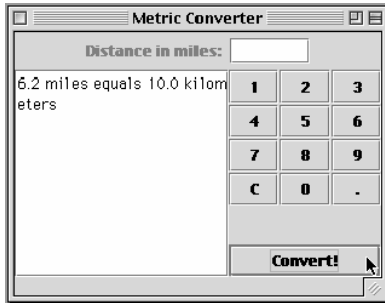 Metric Converter
Distance in miles:
6.2 miles equals 10.0 kilom
eters
1 2 3
4 5 6
7 8 9
C 0 .
Convert!